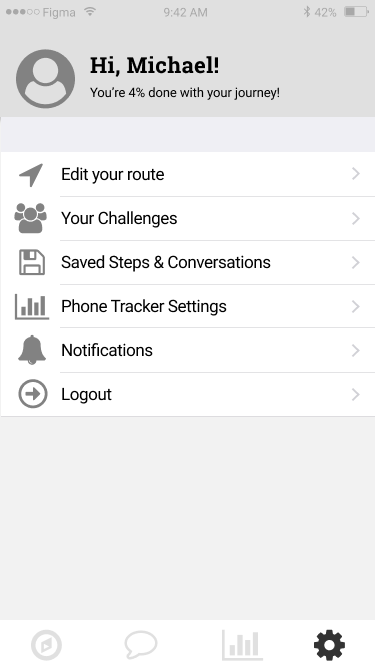 Figma 9:42 AM 42%
Hi, Michael!
You're 4% done with your journey!
Edit your route
Your Challenges
Saved Steps & Conversations
Phone Tracker Settings
Notifications
Logout